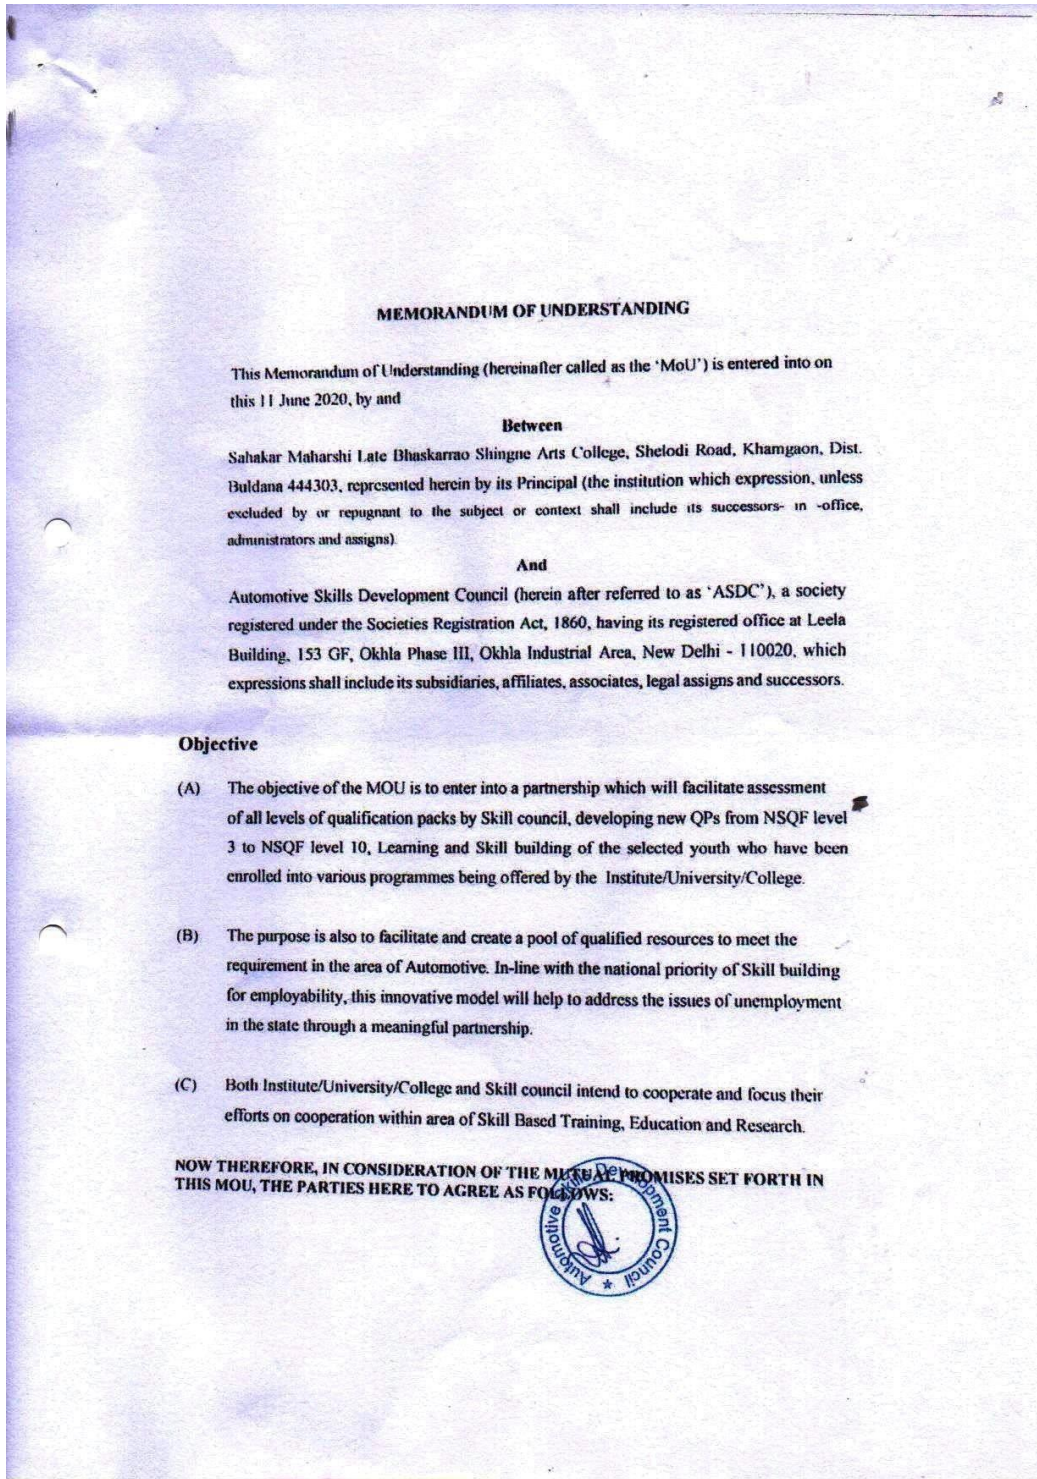 MEMORANDUM OF UNDERSTANDING
This Memorandum of Understanding (hereinafter called as the ‘MoU’) is entered into on
this 11 June 2020, by and
Between
Sahakar Maharshi Late Bhaskarrao Shingne Arts College, Shelodi Road, Khamgaon, Dist.
Buldana 444303, represented herein by its Principal (the institution which expression, unless
excluded by or repugnant to the subject or context shall include its successors- in -office,
administrators and assigns).
And
Automotive Skills Development Council (herein after referred to as ‘ASDC’), a society
registered under the Societies Registration Act, 1860, having its registered office at Leela
Building, 153 GF, Okhla Phase III, Okhla Industrial Area, New Delhi - 110020, which
expressions shall include its subsidiaries, affiliates, associates, legal assigns and successors.
Objective
(A) The objective of the MOU is to enter into a partnership which will facilitate assessment
of all levels of qualification packs by Skill council, developing new QPs from NSQF level
3 to NSQF level 10, Learning and Skill building of the selected youth who have been
enrolled into various programmes being offered by the Institute/University/College.
(B) The purpose is also to facilitate and create a pool of qualified resources to meet the
requirement in the area of Automotive. In-line with the national priority of Skill building
for employability, this innovative model will help to address the issues of unemployment
in the state through a meaningful partnership.
(C) Both Institute/University/College and Skill council intend to cooperate and focus their
efforts on cooperation within area of Skill Based Training, Education and Research.
NOW THEREFORE, IN CONSIDERATION OF THE MUTUAL PROMISES SET FORTH IN
THIS MOU, THE PARTIES HERE TO AGREE AS FOLLOWS:
Automotive Skills Development Council